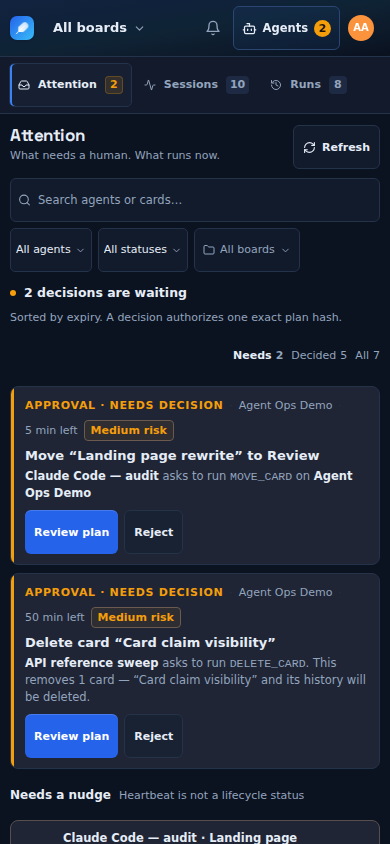 All boards
Agents 2
AA
Attention 2
Sessions 10
Runs 8
Attention
What needs a human. What runs now.
Refresh
Search agents or cards…
All agents
All statuses
All boards
2 decisions are waiting
Sorted by expiry. A decision authorizes one exact plan hash.
Needs 2 Decided 5 All 7
APPROVAL · NEEDS DECISION Agent Ops Demo
5 min left Medium risk
Move “Landing page rewrite” to Review
Claude Code — audit asks to run MOVE_CARD on Agent
Ops Demo
Review plan Reject
APPROVAL · NEEDS DECISION Agent Ops Demo
50 min left Medium risk
Delete card “Card claim visibility”
API reference sweep asks to run DELETE_CARD. This
removes 1 card — “Card claim visibility” and its history will
be deleted.
Review plan Reject
Needs a nudge Heartbeat is not a lifecycle status
Claude Code — audit · Landing page